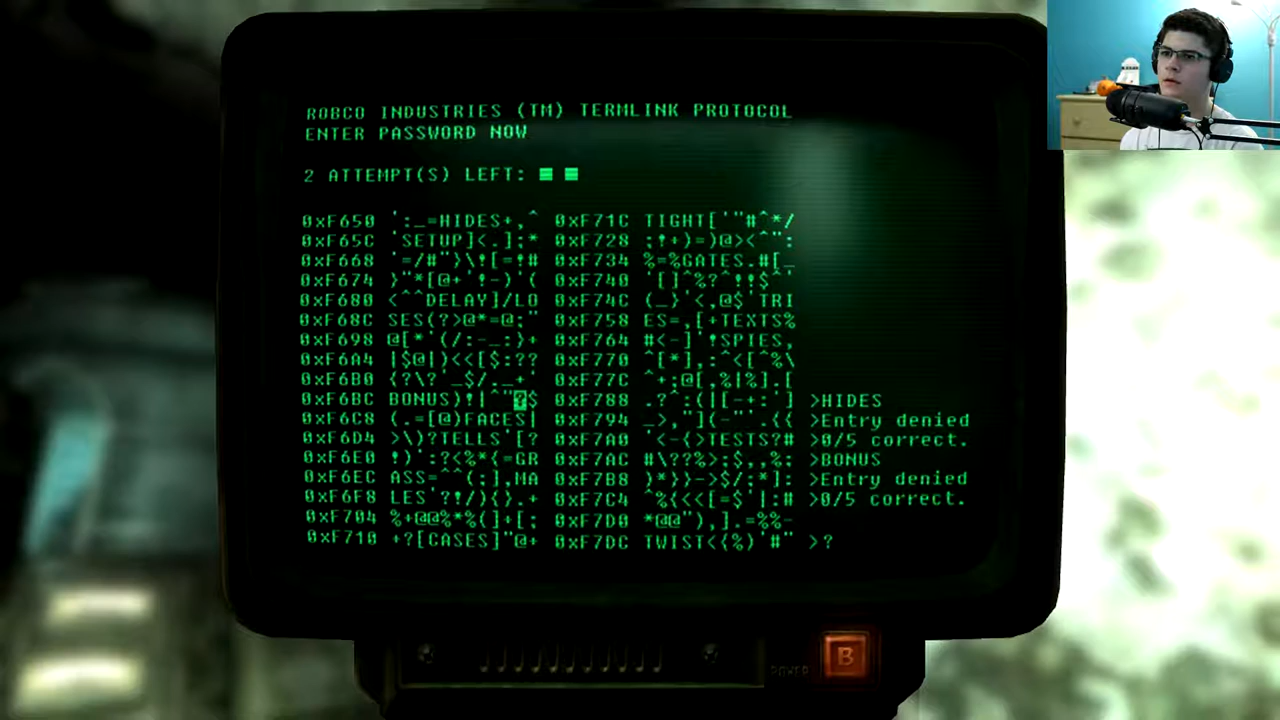 ROBCO INDUSTRIES (TM) TERMLINK PROTOCOL
ENTER PASSWORD NOW
2 ATTEMPT(S) LEFT:
0xF650 ':_=HIDES+,^ 0xF71C TIGHT['"#^*/
0xF65C 'SETUP]<.];* 0xF728 ;!+)=)@><^":
0xF668 '=/#"}\![=!# 0xF734 %=%GATES.#[_
0xF674 }"*[@+'!-)'( 0xF740 '[]^%?^!!$^'
0xF680 <^^DELAY]/LO 0xF74C (_}'<,@$'TRI
0xF68C SES(?>@*=@;" 0xF758 ES=,[+TEXTS%
0xF698 @[*'(/:-_:)+ 0xF764 #<-]'!SPIES,
0xF6A4 |$@|)<<[$:?? 0xF770 ^[*],:^<[^%\
0xF6B0 {?\?'_$/._+' 0xF77C ^+;@[,%|%].[
0xF6BC BONUS)!|^"?$ 0xF788 .?^:(|[-+:'] >HIDES
0xF6C8 (.=[@)FACES| 0xF794 _>,"](-"'.{[ >Entry denied
0xF6D4 >\)?TELLS'[? 0xF7A0 '<-{>TESTS?# >0/5 correct.
0xF6E0 !)':?<%*{=GR 0xF7AC #\??%>;$,,%: >BONUS
0xF6EC ASS=^^(:],MA 0xF7B8 )*}}->$/;*]: >Entry denied
0xF6F8 LES'?!/){}.+ 0xF7C4 ^%{<<[=$'|:# >0/5 correct.
0xF704 %+@@%*%(]+[; 0xF7D0 *@@"),].=%%-
0xF710 +?[CASES]"@+ 0xF7DC TWIST<{%)'#" >?
POWER
B